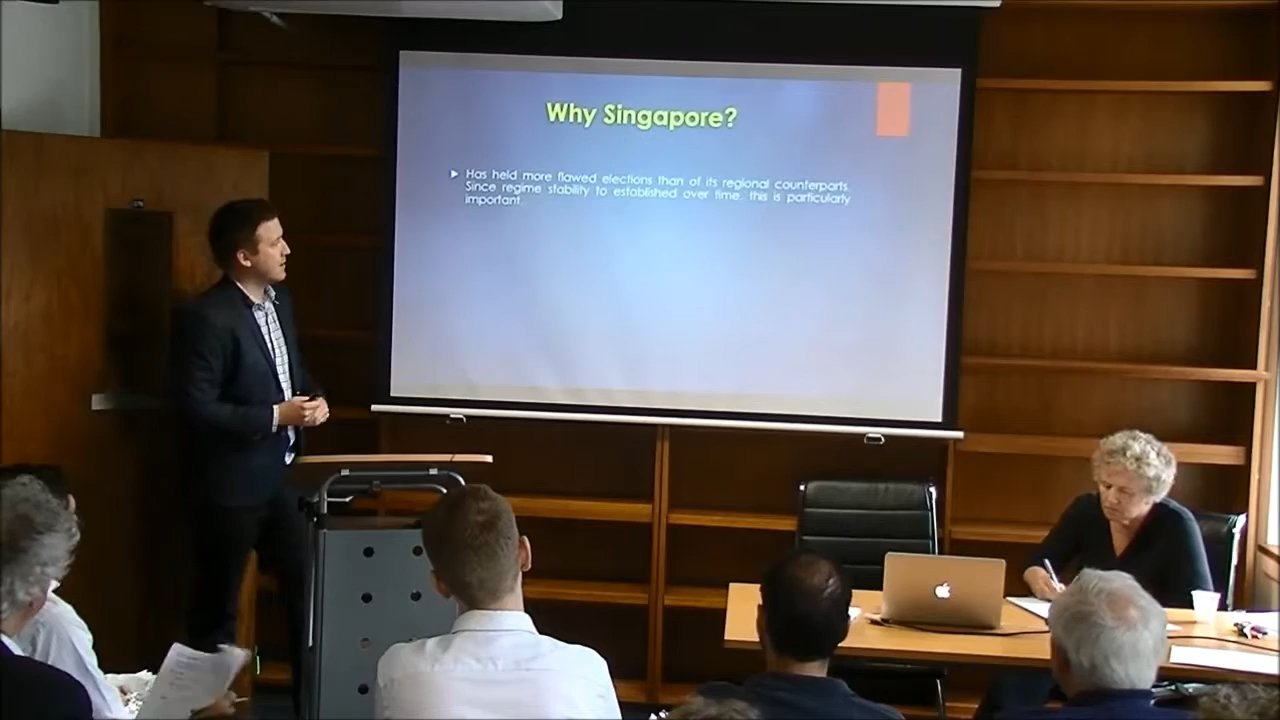 Why Singapore?
Has held more flawed elections than of its regional counterparts.
Since regime stability to established over time, this is particularly
important.